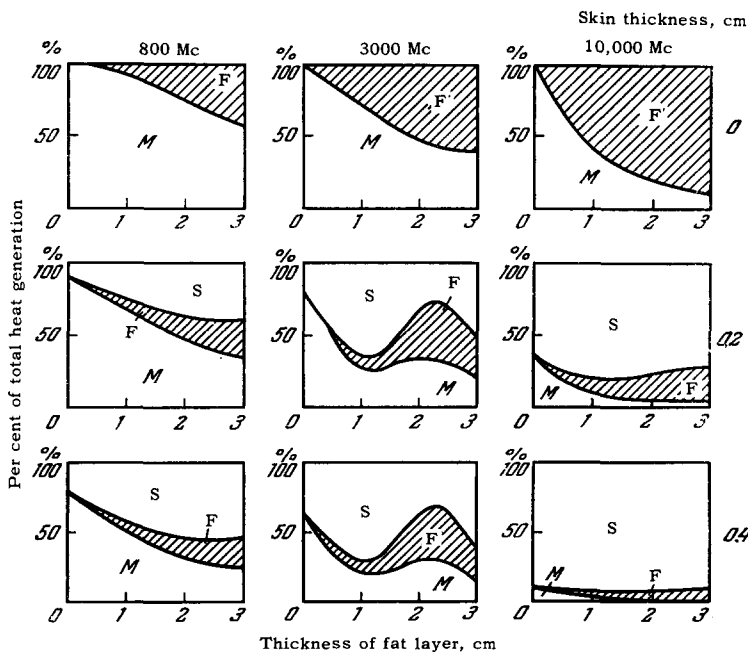 Skin thickness, cm
800 Mc 3000 Mc 10,000 Mc
Per cent of total heat generation
% 100 50 0 1 2 3 F M
% 100 50 0 1 2 3 F M
% 100 50 0 1 2 3 F M
0
% 100 50 0 1 2 3 S F M
% 100 50 0 1 2 3 S F M
% 100 50 0 1 2 3 S F M
0,2
% 100 50 0 1 2 3 S F M
% 100 50 0 1 2 3 S F M
% 100 50 0 1 2 3 S M F
0,4
Thickness of fat layer, cm